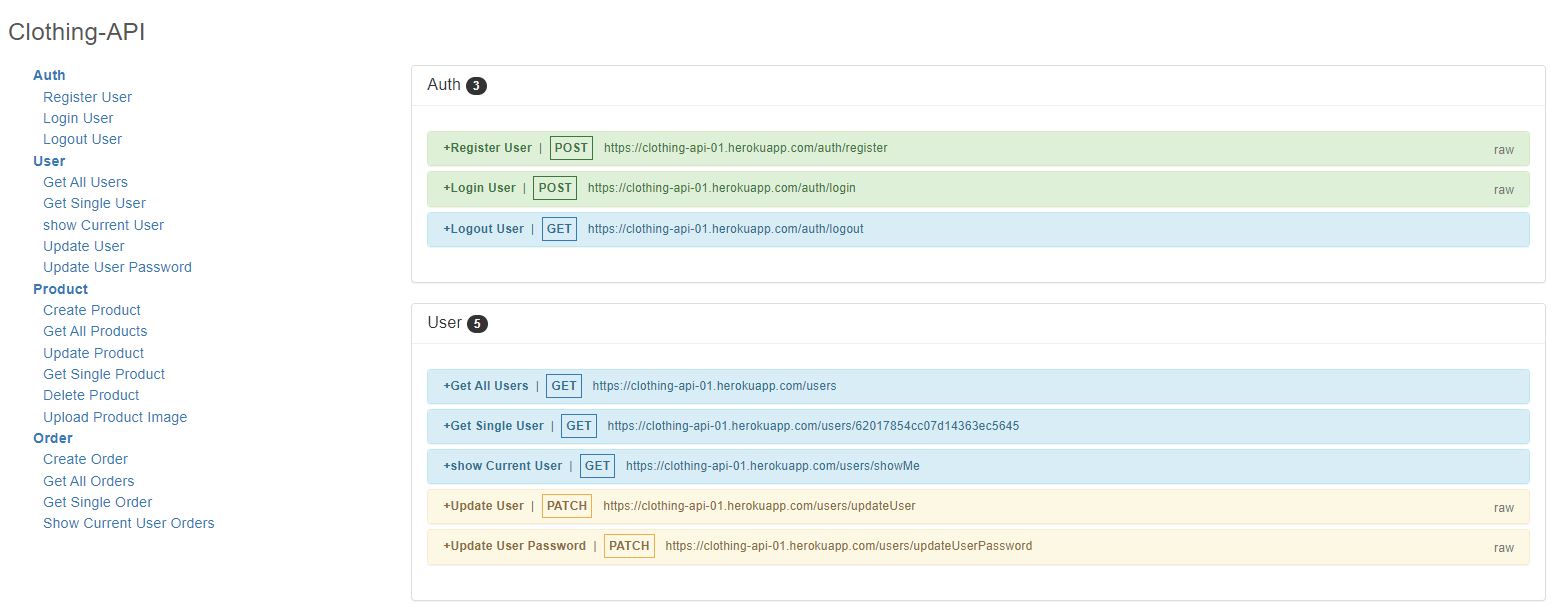 Clothing-API
Auth
Register User
Login User
Logout User
User
Get All Users
Get Single User
show Current User
Update User
Update User Password
Product
Create Product
Get All Products
Update Product
Get Single Product
Delete Product
Upload Product Image
Order
Create Order
Get All Orders
Get Single Order
Show Current User Orders
Auth 3
+Register User | POST https://clothing-api-01.herokuapp.com/auth/register raw
+Login User | POST https://clothing-api-01.herokuapp.com/auth/login raw
+Logout User | GET https://clothing-api-01.herokuapp.com/auth/logout
User 5
+Get All Users | GET https://clothing-api-01.herokuapp.com/users
+Get Single User | GET https://clothing-api-01.herokuapp.com/users/62017854cc07d14363ec5645
+show Current User | GET https://clothing-api-01.herokuapp.com/users/showMe
+Update User | PATCH https://clothing-api-01.herokuapp.com/users/updateUser raw
+Update User Password | PATCH https://clothing-api-01.herokuapp.com/users/updateUserPassword raw